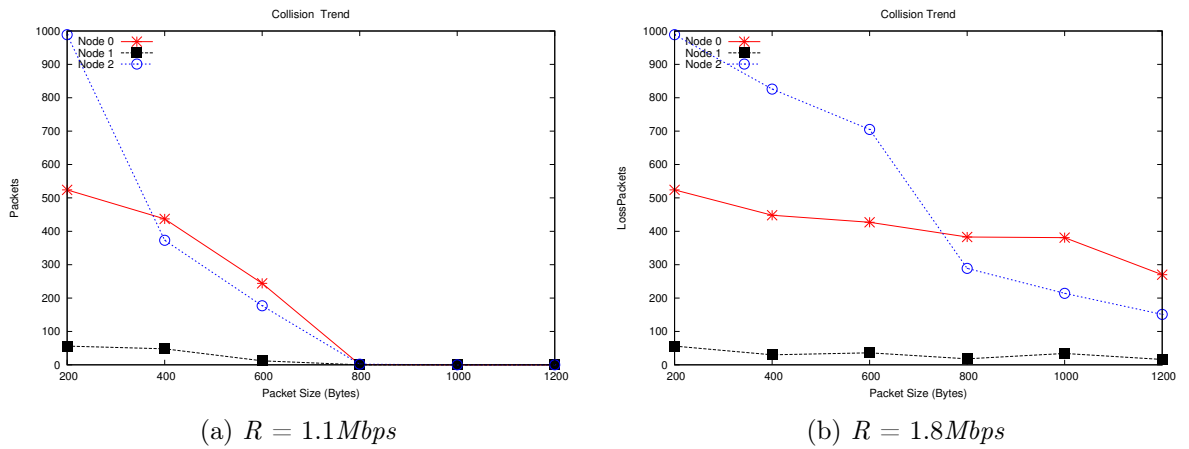 Collision Trend
Packets
1000
900
800
700
600
500
400
300
200
100
0
Node 0
Node 1
Node 2
200
400
600
800
1000
1200
Packet Size (Bytes)
(a) R = 1.1Mbps
Collision Trend
LossPackets
1000
900
800
700
600
500
400
300
200
100
0
Node 0
Node 1
Node 2
200
400
600
800
1000
1200
Packet Size (Bytes)
(b) R = 1.8Mbps